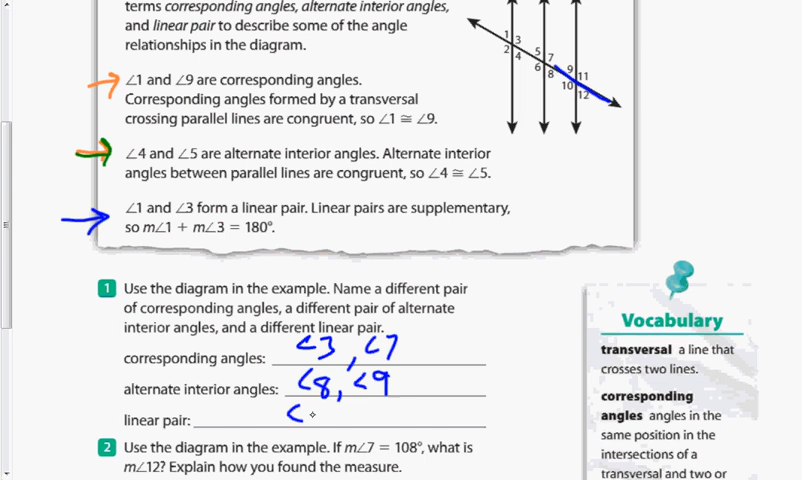 terms corresponding angles, alternate interior angles,
and linear pair to describe some of the angle
relationships in the diagram.
1 3
2 4
5 7
6 8
9 11
10 12
∠1 and ∠9 are corresponding angles.
Corresponding angles formed by a transversal
crossing parallel lines are congruent, so ∠1 ≅ ∠9.
∠4 and ∠5 are alternate interior angles. Alternate interior
angles between parallel lines are congruent, so ∠4 ≅ ∠5.
∠1 and ∠3 form a linear pair. Linear pairs are supplementary,
so m∠1 + m∠3 = 180°.
1 Use the diagram in the example. Name a different pair
of corresponding angles, a different pair of alternate
interior angles, and a different linear pair.
corresponding angles: ∠3, ∠7
alternate interior angles: ∠8, ∠9
linear pair: ∠
2 Use the diagram in the example. If m∠7 = 108°, what is
m∠12? Explain how you found the measure.
Vocabulary
transversal a line that
crosses two lines.
corresponding
angles angles in the
same position in the
intersections of a
transversal and two or